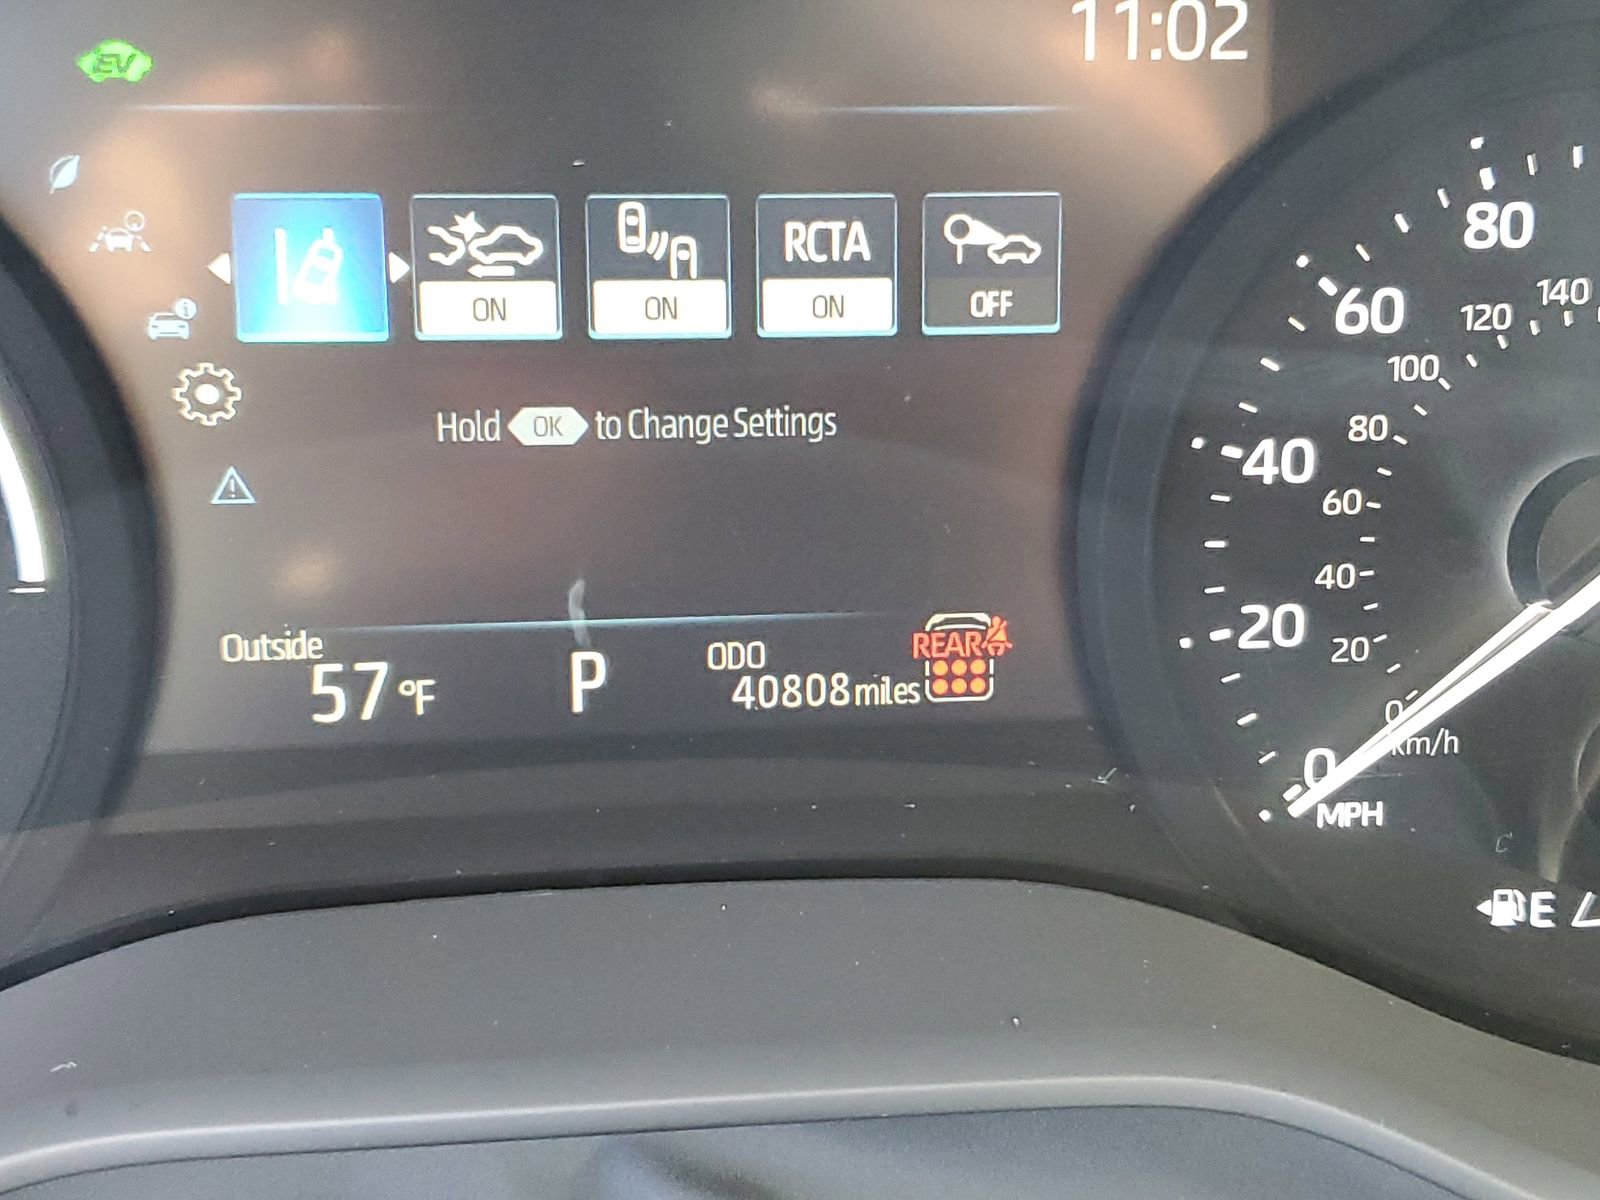 11:02
EV
RCTA
ON
ON
ON
OFF
Hold OK to Change Settings
Outside
57 °F
P
ODO
40808 miles
REAR
80
60
40
20
0
MPH
140
120
100
80
60
40
20
0
km/h
E